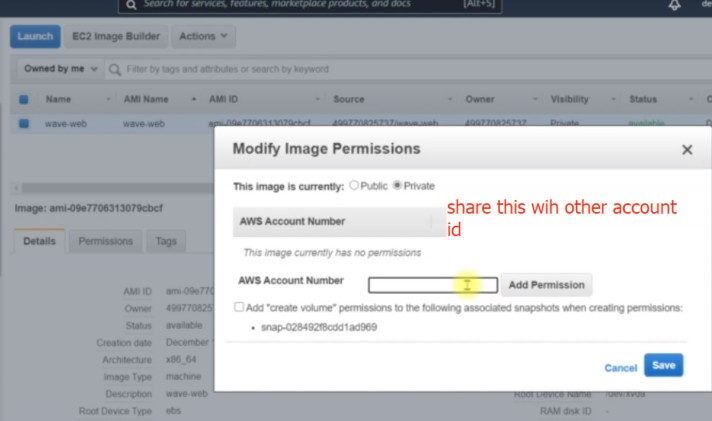 Search for services, features, marketplace products, and docs [Alt+S] de
Launch EC2 Image Builder Actions
Owned by me Filter by tags and attributes or search by keyword
Name AMI Name AMI ID Source Owner Visibility Status
wave-web wave-web ami-09e7706313079cbcf 499770825737/wave-web 499770825737 Private available
Modify Image Permissions
This image is currently: Public Private
share this wih other account
id
AWS Account Number
This image currently has no permissions
AWS Account Number Add Permission
Add "create volume" permissions to the following associated snapshots when creating permissions:
snap-028492f8cdd1ad969
Cancel Save
Image: ami-09e7706313079cbcf
Details Permissions Tags
AMI ID ami-09e770
Owner 499770825
Status available
Creation date December
Architecture x86_64
Image Type machine
Description wave-web Root Device Name /dev/xvda
Root Device Type ebs RAM disk ID -